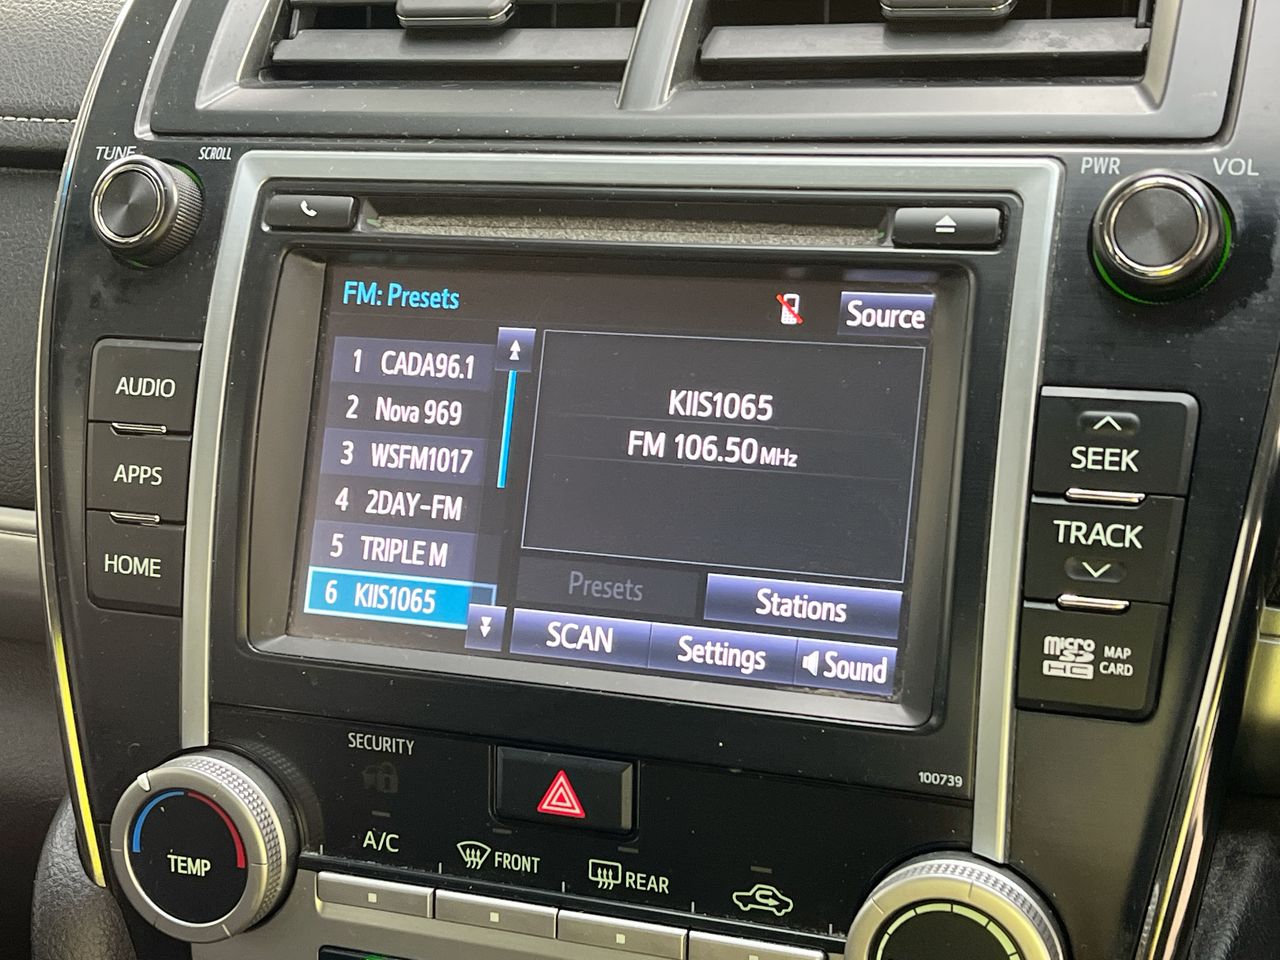 TUNE SCROLL
PWR VOL
FM: Presets
Source
1 CADA96.1
2 Nova 969
3 WSFM1017
4 2DAY-FM
5 TRIPLE M
6 KIIS1065
KIIS1065
FM 106.50MHz
Presets
Stations
SCAN
Settings
Sound
AUDIO
APPS
HOME
SEEK
TRACK
micro SD HC MAP CARD
100739
SECURITY
TEMP
A/C
FRONT
REAR